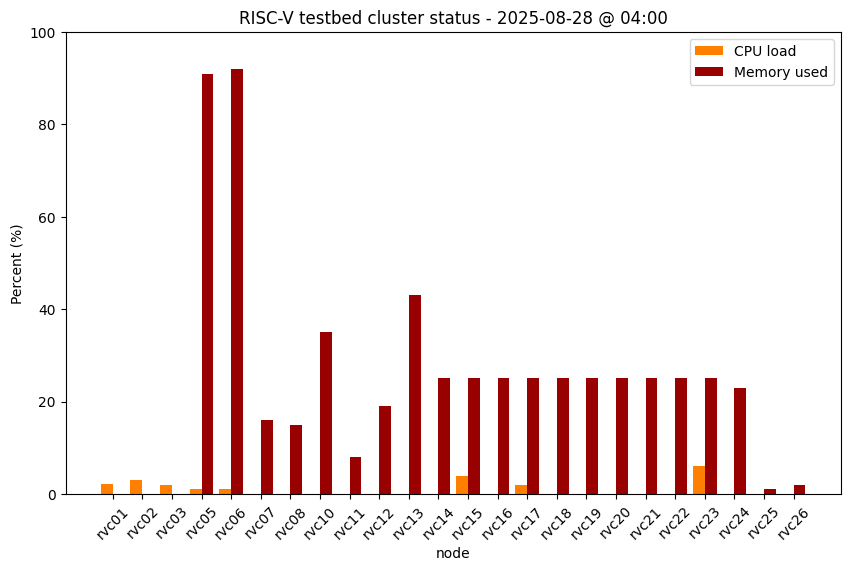 RISC-V testbed cluster status - 2025-08-28 @ 04:00
CPU load
Memory used
Percent (%)
100
80
60
40
20
0
rvc01
rvc02
rvc03
rvc05
rvc06
rvc07
rvc08
rvc10
rvc11
rvc12
rvc13
rvc14
rvc15
rvc16
rvc17
rvc18
rvc19
rvc20
rvc21
rvc22
rvc23
rvc24
rvc25
rvc26
node